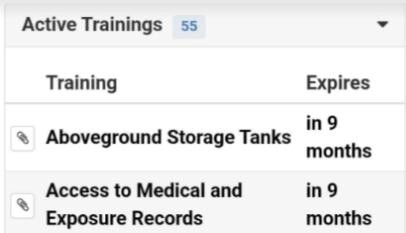 Active Trainings 55
Training Expires
Aboveground Storage Tanks in 9 months
Access to Medical and in 9
Exposure Records months